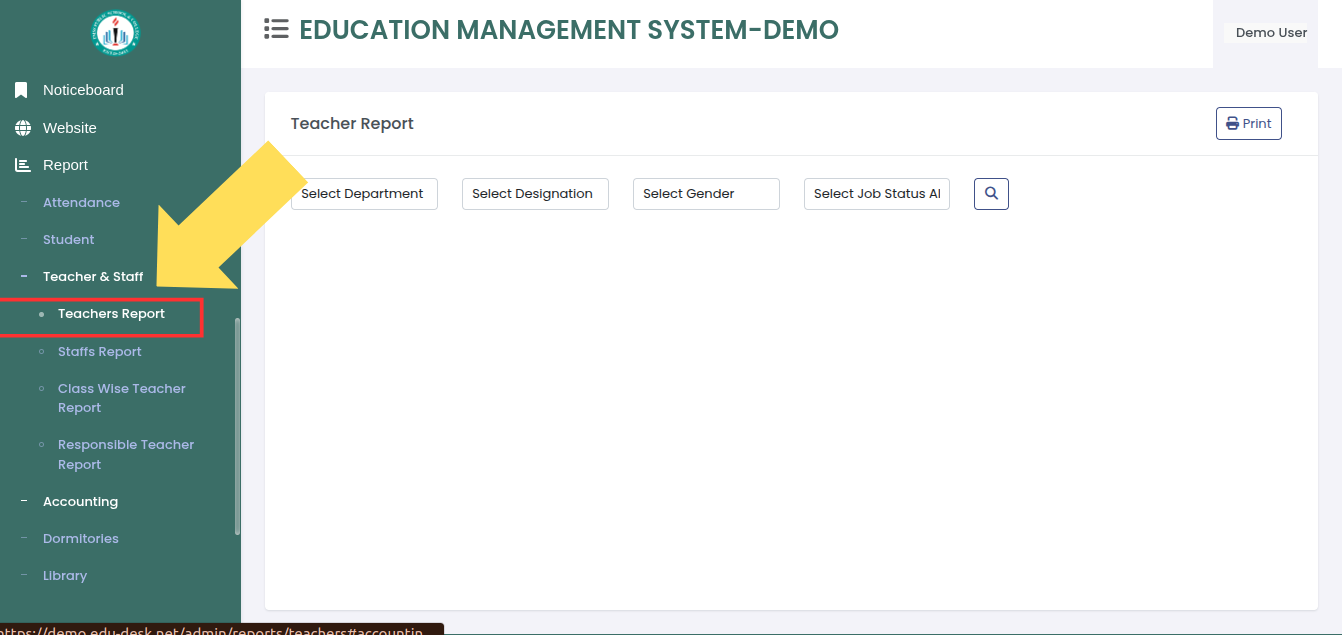 EDUCATION MANAGEMENT SYSTEM-DEMO
Demo User
Noticeboard
Website
Report
Attendance
Student
Teacher & Staff
Teachers Report
Staffs Report
Class Wise Teacher
Report
Responsible Teacher
Report
Accounting
Dormitories
Library
Teacher Report
Print
Select Department
Select Designation
Select Gender
Select Job Status Al
https://demo.edu-desk.net/admin/reports/teachers#accountin